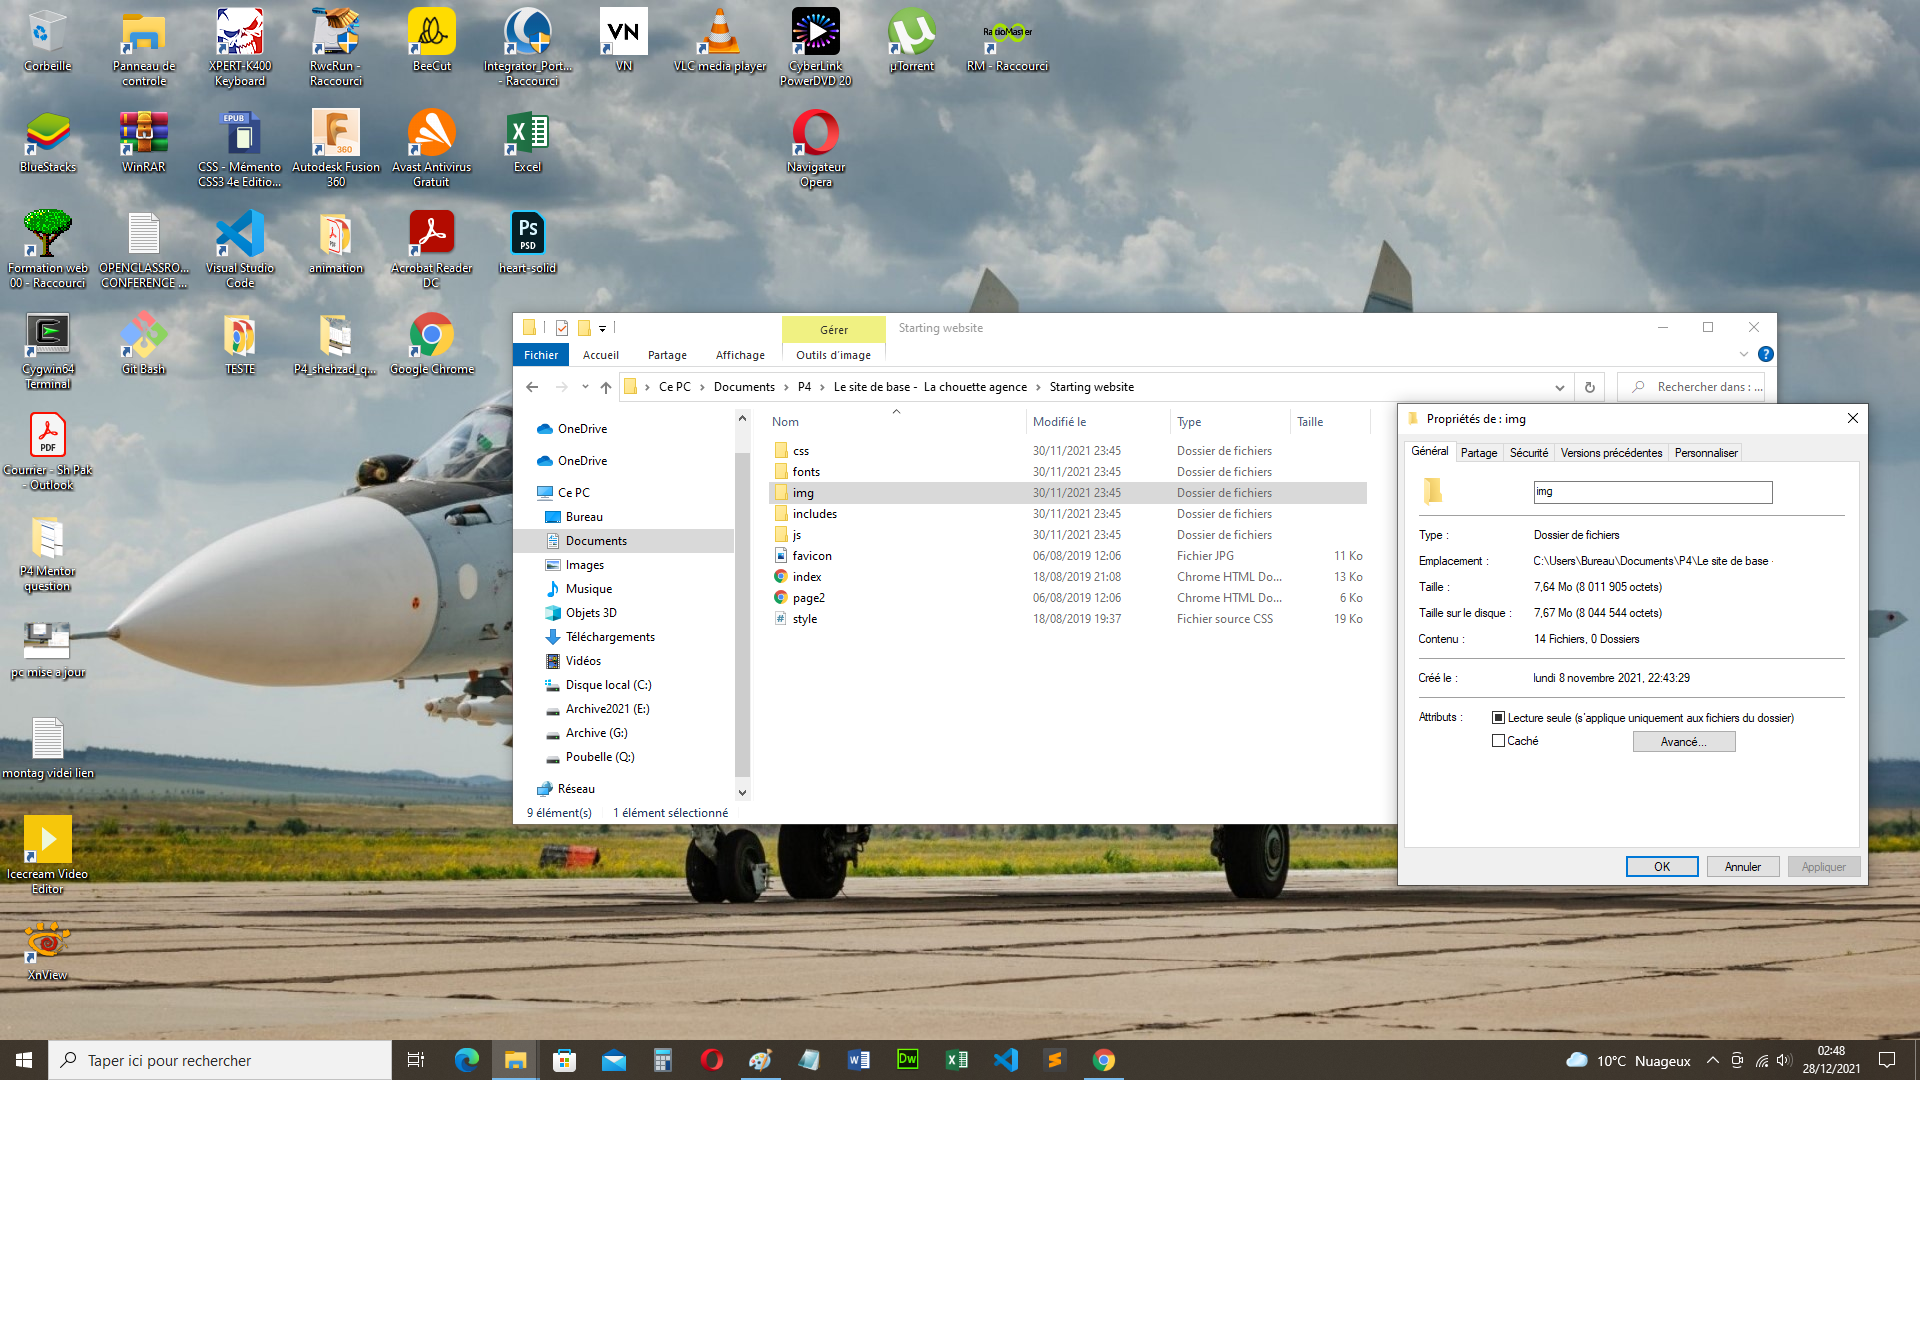 Corbeille
Panneau de
controle
XPERT-K400
Keyboard
RwcRun -
Raccourci
BeeCut
Integrator_Port...
- Raccourci
VN
VN
VLC media player
CyberLink
PowerDVD 20
µTorrent
RatioMaster
RM - Raccourci
BlueStacks
WinRAR
EPUB
CSS - Mémento
CSS3 4e Editio...
360
Autodesk Fusion
360
Avast Antivirus
Gratuit
Excel
Navigateur
Opera
Formation web
00 - Raccourci
OPENCLASSRO...
CONFERENCE ...
Visual Studio
Code
animation
Acrobat Reader
DC
Ps
PSD
heart-solid
Cygwin64
Terminal
Git Bash
TESTE
P4_shehzad_q...
Google Chrome
PDF
Courrier - Sh Pak
- Outlook
P4 Mentor
question
pc mise a jour
montag videi lien
Icecream Video
Editor
XnView
Gérer
Starting website
Fichier
Accueil
Partage
Affichage
Outils d'image
Ce PC > Documents > P4 > Le site de base - La chouette agence > Starting website
Rechercher dans : ...
OneDrive
OneDrive
Ce PC
Bureau
Documents
Images
Musique
Objets 3D
Téléchargements
Vidéos
Disque local (C:)
Archive2021 (E:)
Archive (G:)
Poubelle (Q:)
Réseau
Nom Modifié le Type Taille
css 30/11/2021 23:45 Dossier de fichiers
fonts 30/11/2021 23:45 Dossier de fichiers
img 30/11/2021 23:45 Dossier de fichiers
includes 30/11/2021 23:45 Dossier de fichiers
js 30/11/2021 23:45 Dossier de fichiers
favicon 06/08/2019 12:06 Fichier JPG 11 Ko
index 18/08/2019 21:08 Chrome HTML Do... 13 Ko
page2 06/08/2019 12:06 Chrome HTML Do... 6 Ko
style 18/08/2019 19:37 Fichier source CSS 19 Ko
9 élément(s) 1 élément sélectionné
Propriétés de : img
Général Partage Sécurité Versions précédentes Personnaliser
img
Type : Dossier de fichiers
Emplacement : C:\Users\Bureau\Documents\P4\Le site de base -
Taille : 7,64 Mo (8 011 905 octets)
Taille sur le disque : 7,67 Mo (8 044 544 octets)
Contenu : 14 Fichiers, 0 Dossiers
Créé le : lundi 8 novembre 2021, 22:43:29
Attributs : Lecture seule (s'applique uniquement aux fichiers du dossier)
Caché
Avancé...
OK
Annuler
Appliquer
Taper ici pour rechercher
Dw
10°C Nuageux
02:48
28/12/2021